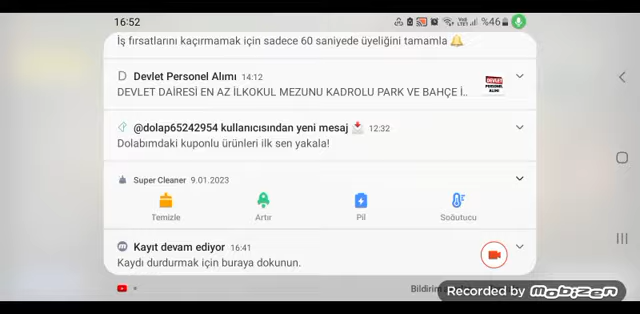 16:52
%46
İş fırsatlarını kaçırmamak için sadece 60 saniyede üyeliğini tamamla 🔔
Devlet Personel Alımı 14:12
DEVLET DAİRESİ EN AZ İLKOKUL MEZUNU KADROLU PARK VE BAHÇE İ..
DEVLET
PERSONEL
ALIMI
@dolap65242954 kullanıcısından yeni mesaj 📩 12:32
Dolabımdaki kuponlu ürünleri ilk sen yakala!
Super Cleaner 9.01.2023
Temizle Artır Pil Soğutucu
Kayıt devam ediyor 16:41
Kaydı durdurmak için buraya dokunun.
Bildirim
Recorded by Mobizen